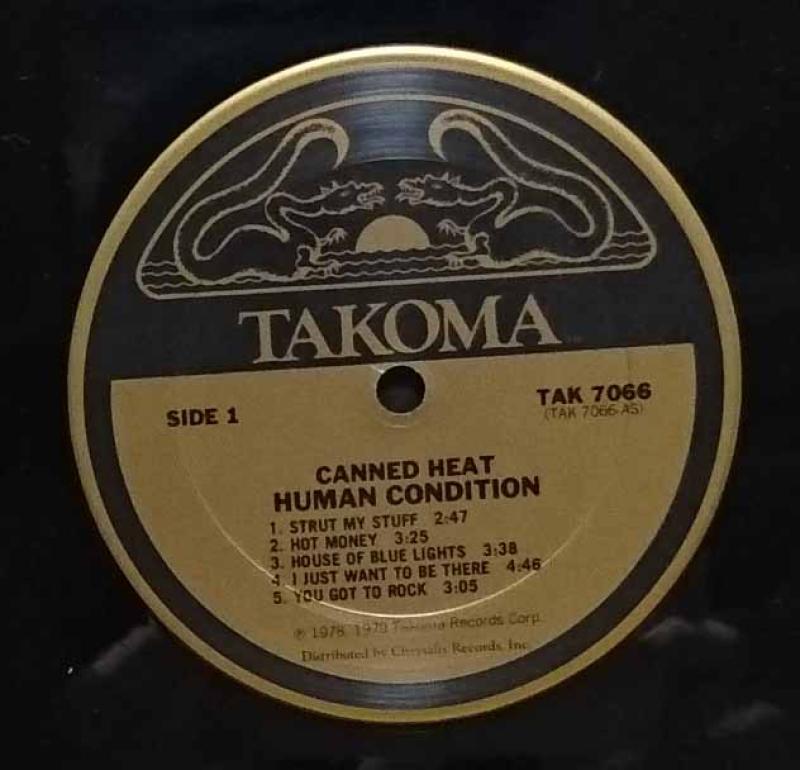 TAKOMA
SIDE 1
TAK 7066
(TAK 7066-AS)
CANNED HEAT
HUMAN CONDITION
1. STRUT MY STUFF 2:47
2. HOT MONEY 3:25
3. HOUSE OF BLUE LIGHTS 3:38
4 I JUST WANT TO BE THERE 4:46
5. YOU GOT TO ROCK 3:05
℗ 1978, 1979 Takoma Records Corp.
Distributed by Chrysalis Records, Inc.